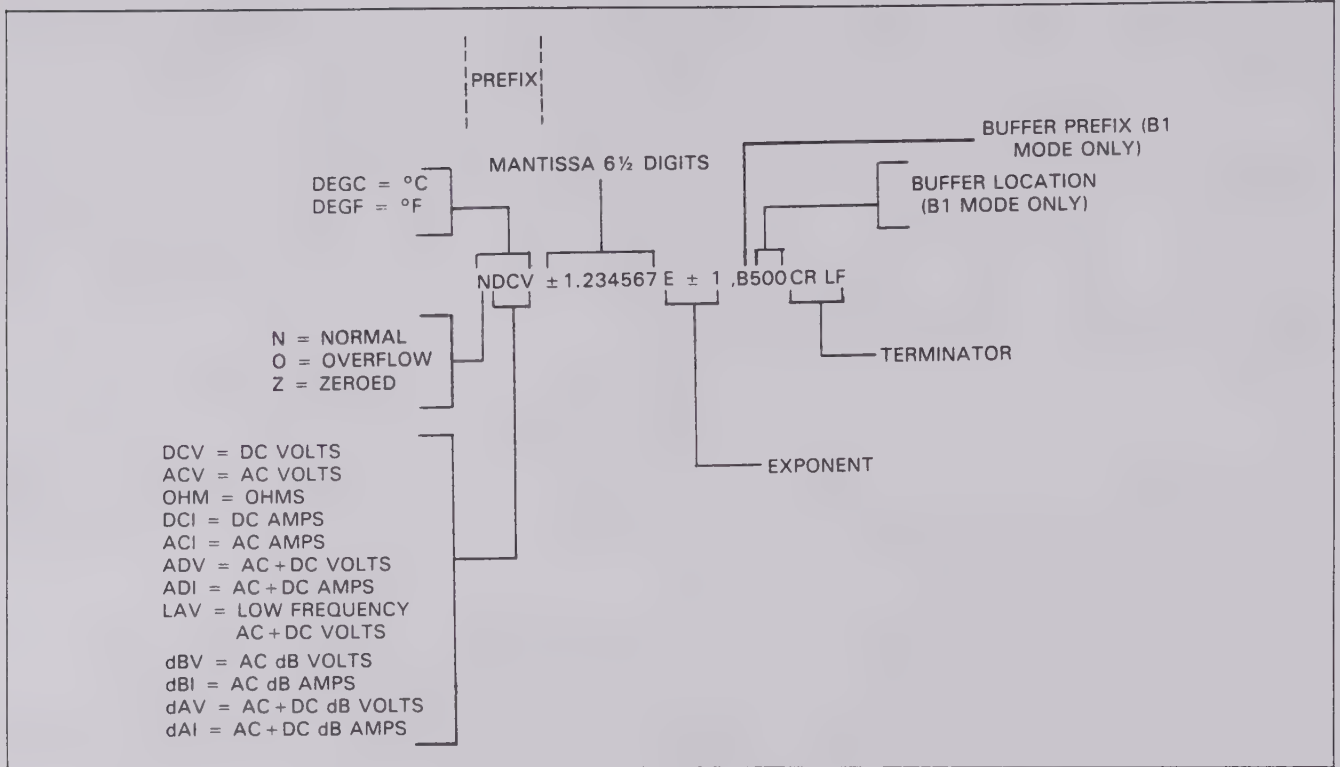 PREFIX
BUFFER PREFIX (B1
MODE ONLY)
MANTISSA 6½ DIGITS
BUFFER LOCATION
(B1 MODE ONLY)
DEGC = °C
DEGF = °F
NDCV ±1.234567E ± 1,B500CR LF
N = NORMAL
O = OVERFLOW
Z = ZEROED
TERMINATOR
EXPONENT
DCV = DC VOLTS
ACV = AC VOLTS
OHM = OHMS
DCI = DC AMPS
ACI = AC AMPS
ADV = AC+DC VOLTS
ADI = AC+DC AMPS
LAV = LOW FREQUENCY
AC+DC VOLTS
dBV = AC dB VOLTS
dBI = AC dB AMPS
dAV = AC+DC dB VOLTS
dAI = AC+DC dB AMPS